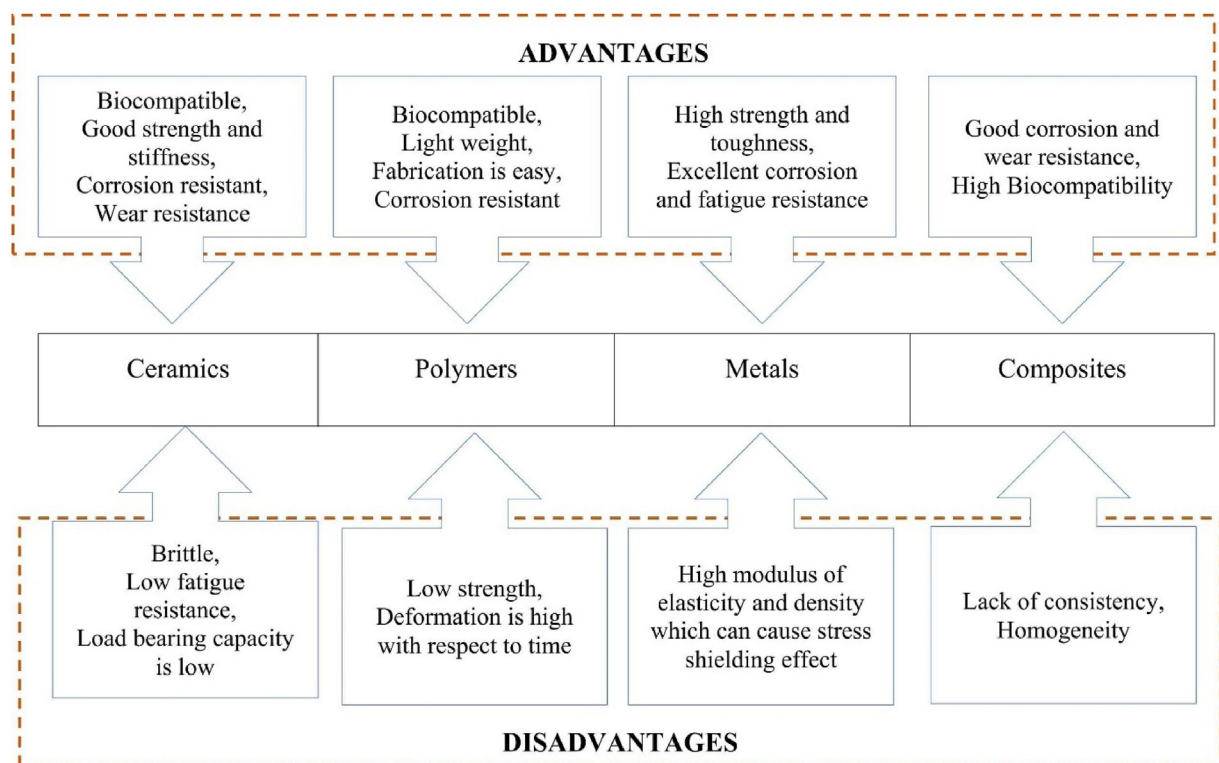 ADVANTAGES
Biocompatible,
Good strength and
stiffness,
Corrosion resistant,
Wear resistance
Biocompatible,
Light weight,
Fabrication is easy,
Corrosion resistant
High strength and
toughness,
Excellent corrosion
and fatigue resistance
Good corrosion and
wear resistance,
High Biocompatibility
Ceramics
Polymers
Metals
Composites
Brittle,
Low fatigue
resistance,
Load bearing capacity
is low
Low strength,
Deformation is high
with respect to time
High modulus of
elasticity and density
which can cause stress
shielding effect
Lack of consistency,
Homogeneity
DISADVANTAGES